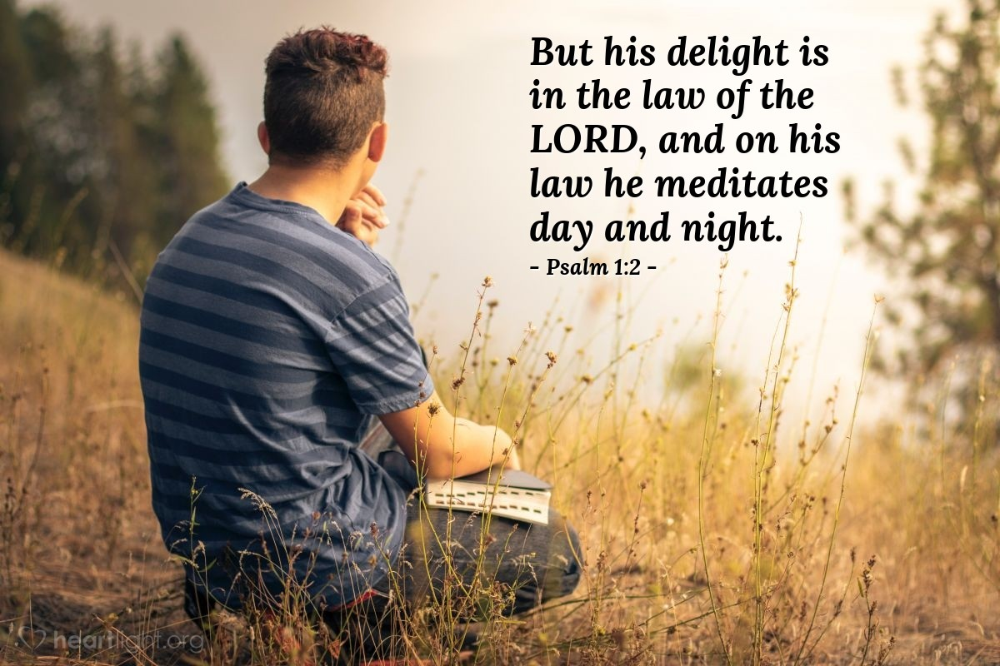 But his delight is
in the law of the
LORD, and on his
law he meditates
day and night.
- Psalm 1:2 -
heartlight.org